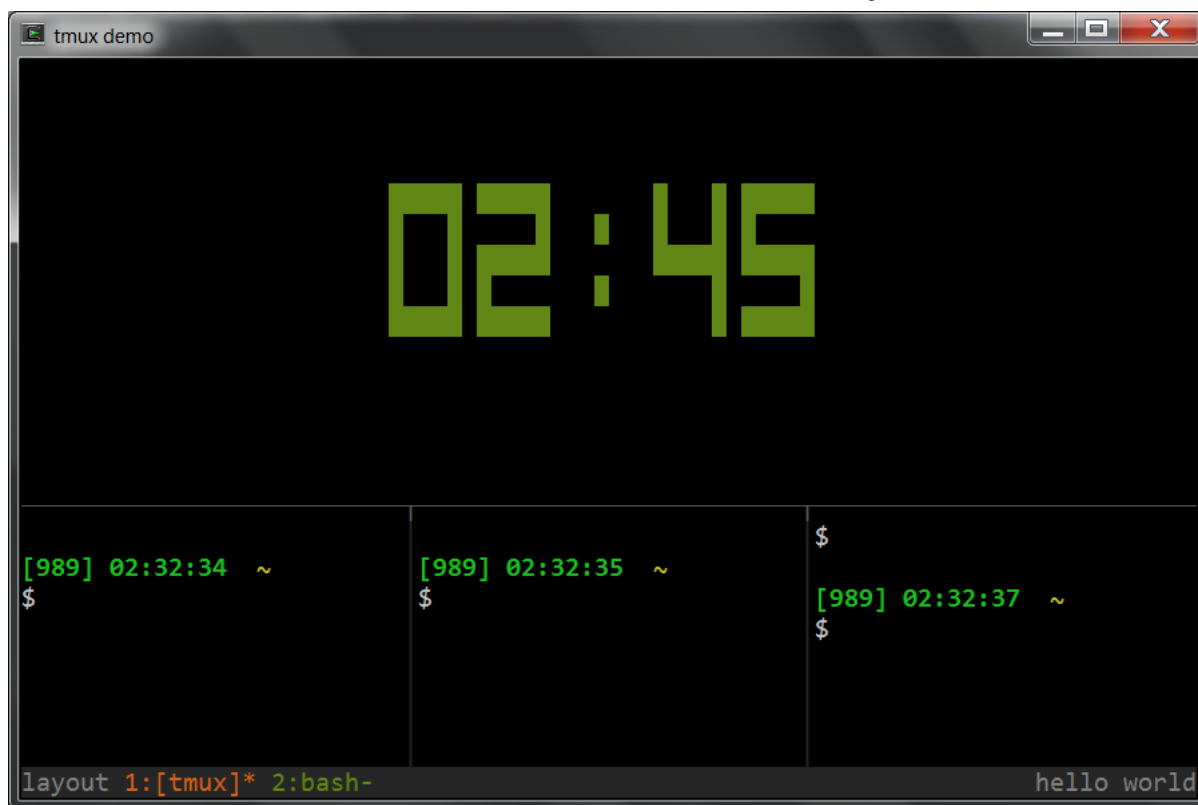 tmux demo
02:45
[989] 02:32:34 ~
$
[989] 02:32:35 ~
$
$
[989] 02:32:37 ~
$
layout 1:[tmux]* 2:bash- hello world